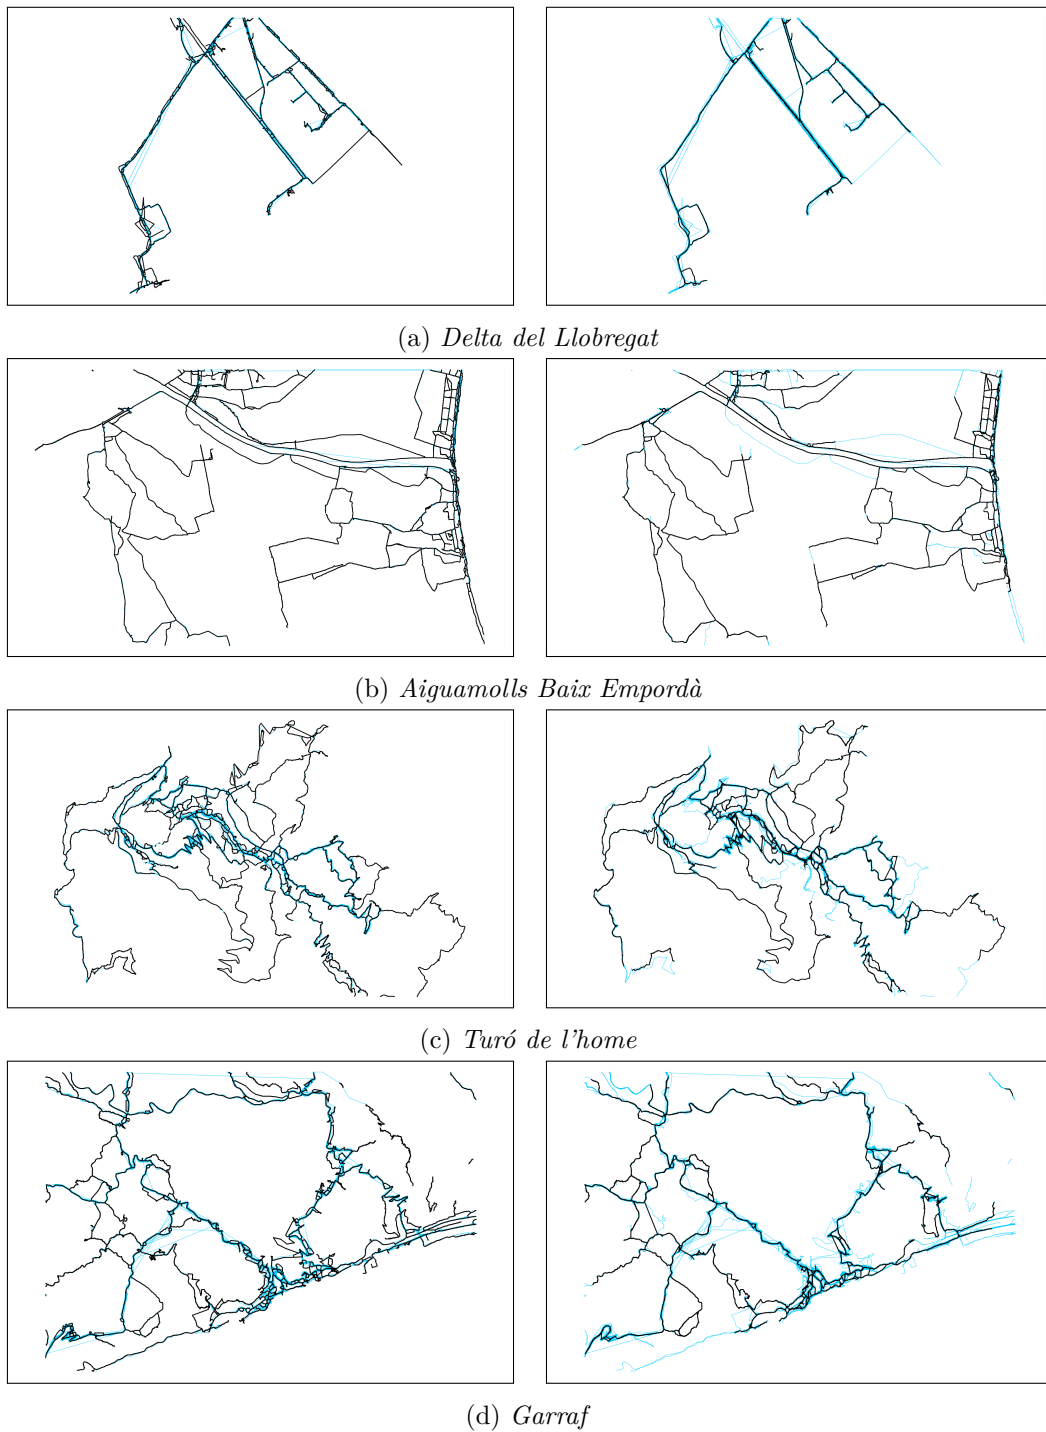 (a) Delta del Llobregat
(b) Aiguamolls Baix Empordà
(c) Turó de l'home
(d) Garraf